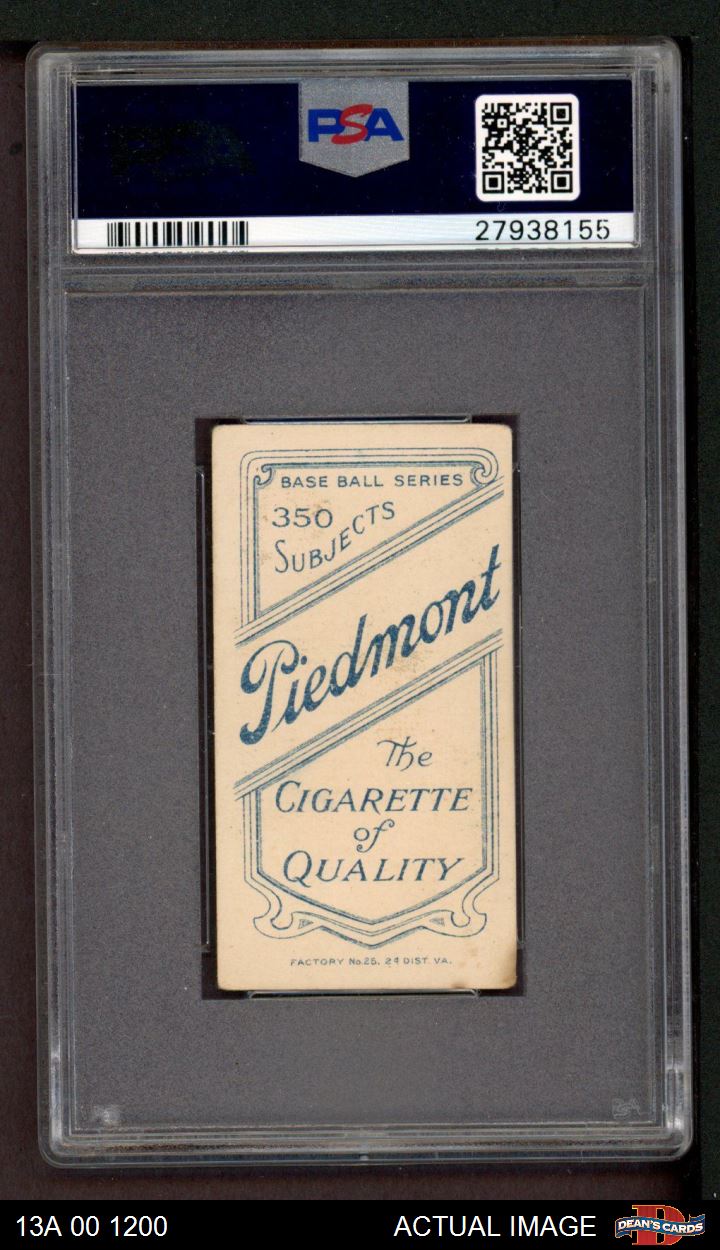 PSA
27938155
BASE BALL SERIES
350
SUBJECTS
Piedmont
The
CIGARETTE
of
QUALITY
FACTORY No.25, 2d DIST. VA.
PSA
13A 00 1200
ACTUAL IMAGE
D
DEAN'S CARDS